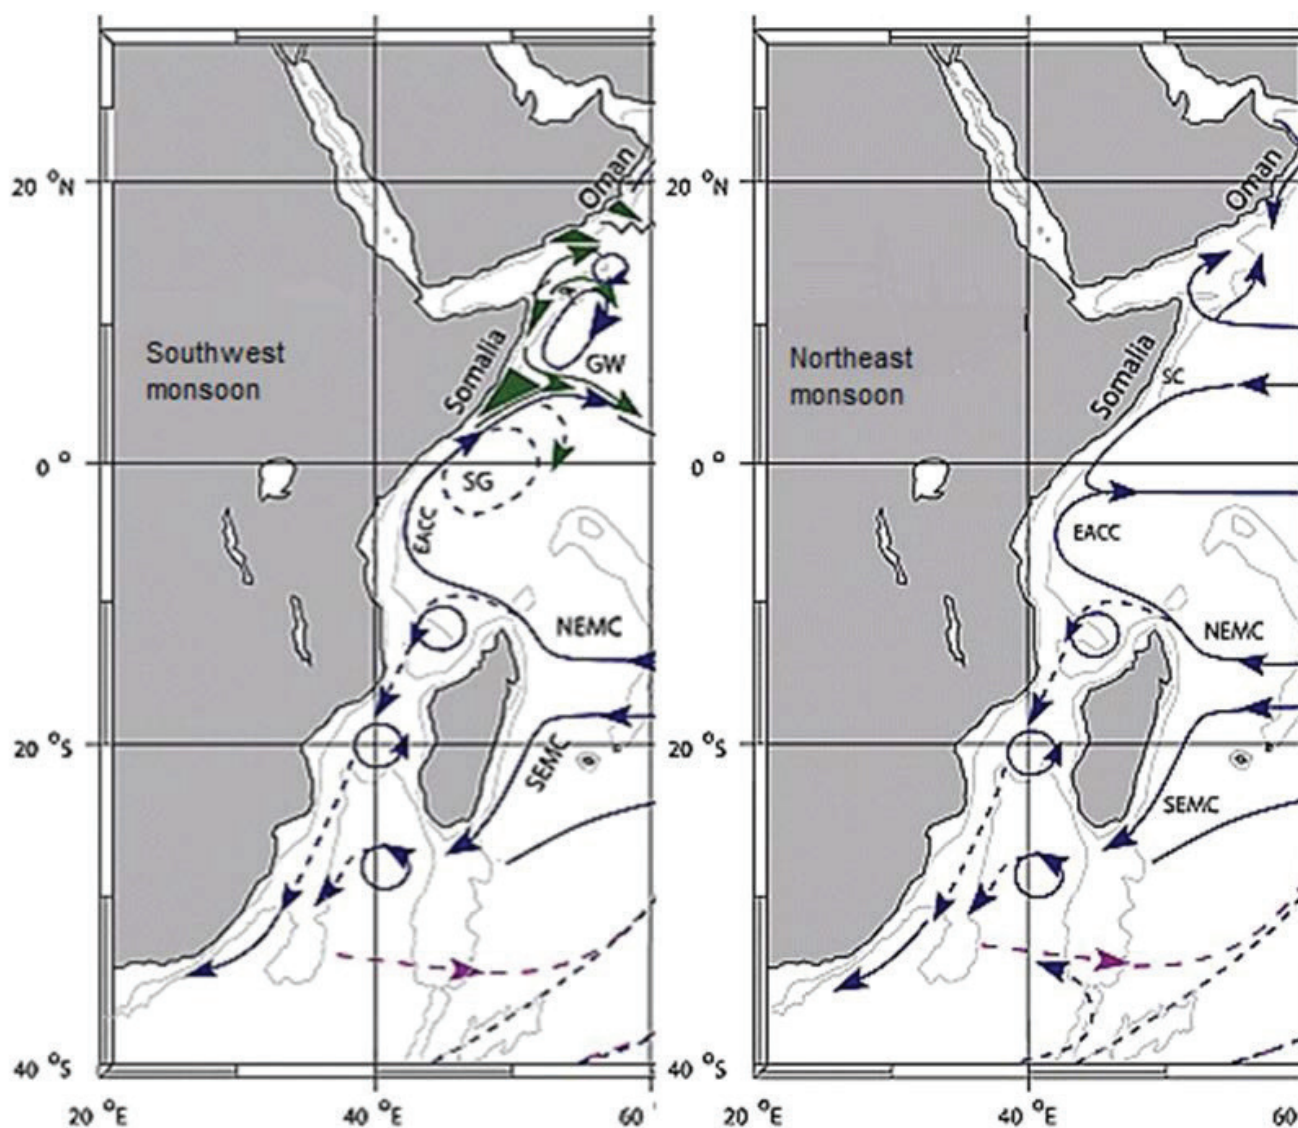 Oman
20 °N
Southwest
monsoon
Somalia
GW
0 °
SG
EACC
NEMC
SEMC
20 °S
40 °S
20 °E
40 °E
60
Oman
20 °N
Northeast
monsoon
Somalia
SC
0 °
EACC
NEMC
20 °S
SEMC
40 °S
20 °E
40 °E
60